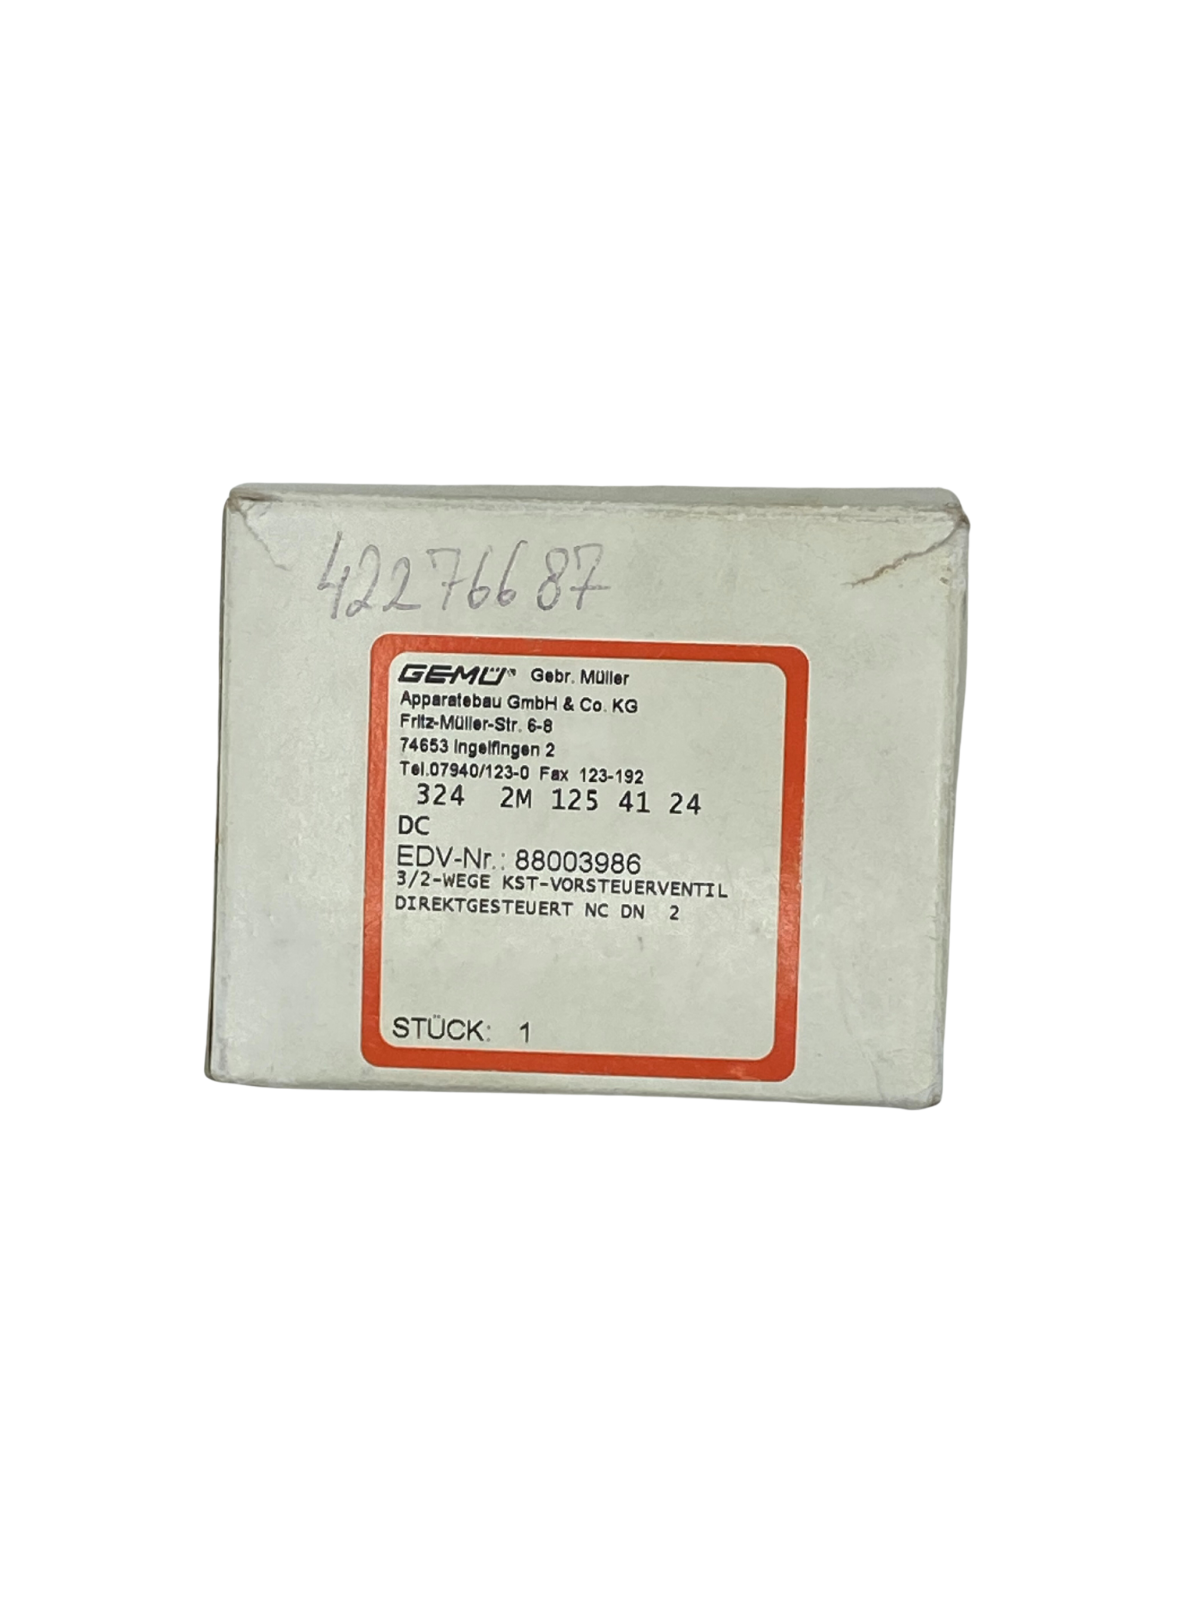 42276687
GEMÜ Gebr. Müller
Apparatebau GmbH & Co. KG
Fritz-Müller-Str. 6-8
74653 Ingelfingen 2
Tel.07940/123-0 Fax 123-192
324 2M 125 41 24
DC
EDV-Nr.: 88003986
3/2-WEGE KST-VORSTEUERVENTIL
DIREKTGESTEUERT NC DN 2
STÜCK: 1